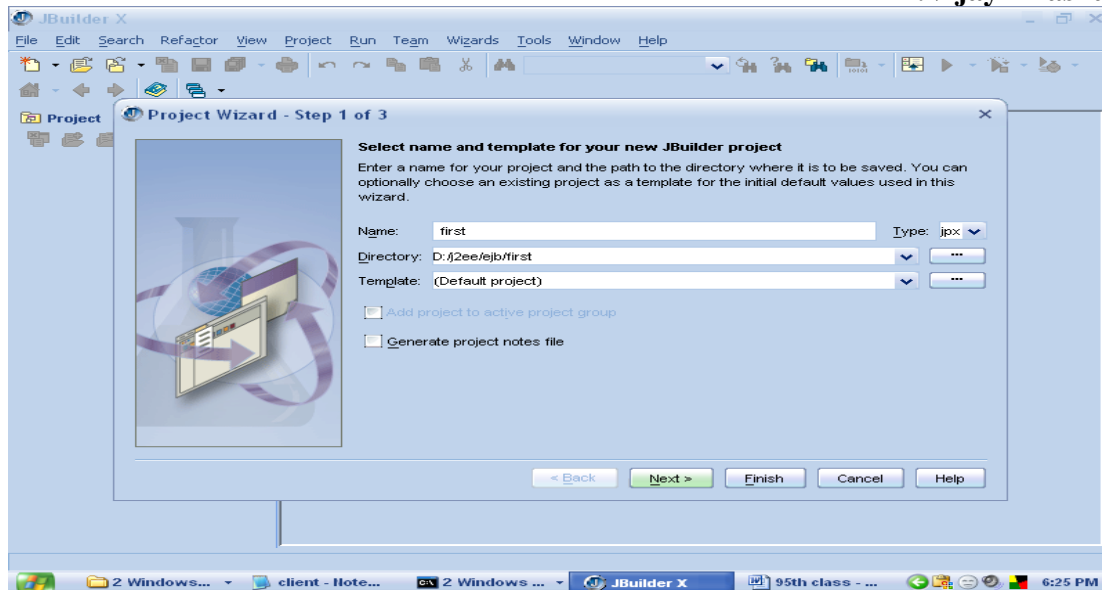 JBuilder X
File Edit Search Refactor View Project Run Team Wizards Tools Window Help
Project
Project Wizard - Step 1 of 3
Select name and template for your new JBuilder project
Enter a name for your project and the path to the directory where it is to be saved. You can
optionally choose an existing project as a template for the initial default values used in this
wizard.
Name: first Type: jpx
Directory: D:/j2ee/ejb/first ...
Template: (Default project) ...
Add project to active project group
Generate project notes file
< Back Next > Finish Cancel Help
2 Windows... client - Note... 2 Windows ... JBuilder X 95th class - ... 6:25 PM